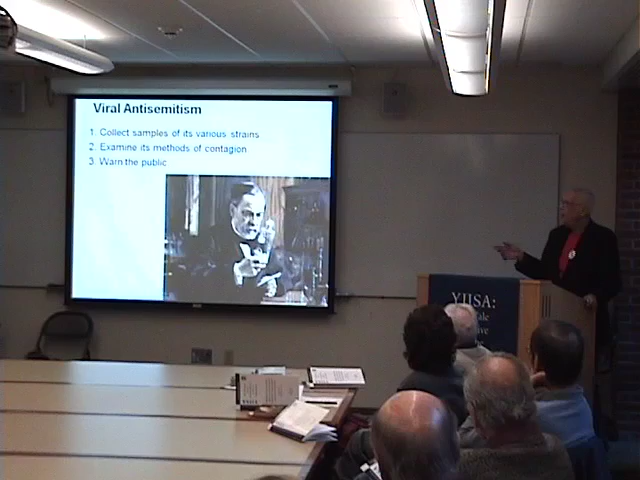 Viral Antisemitism
1. Collect samples of its various strains
2. Examine its methods of contagion
3. Warn the public
YIISA: